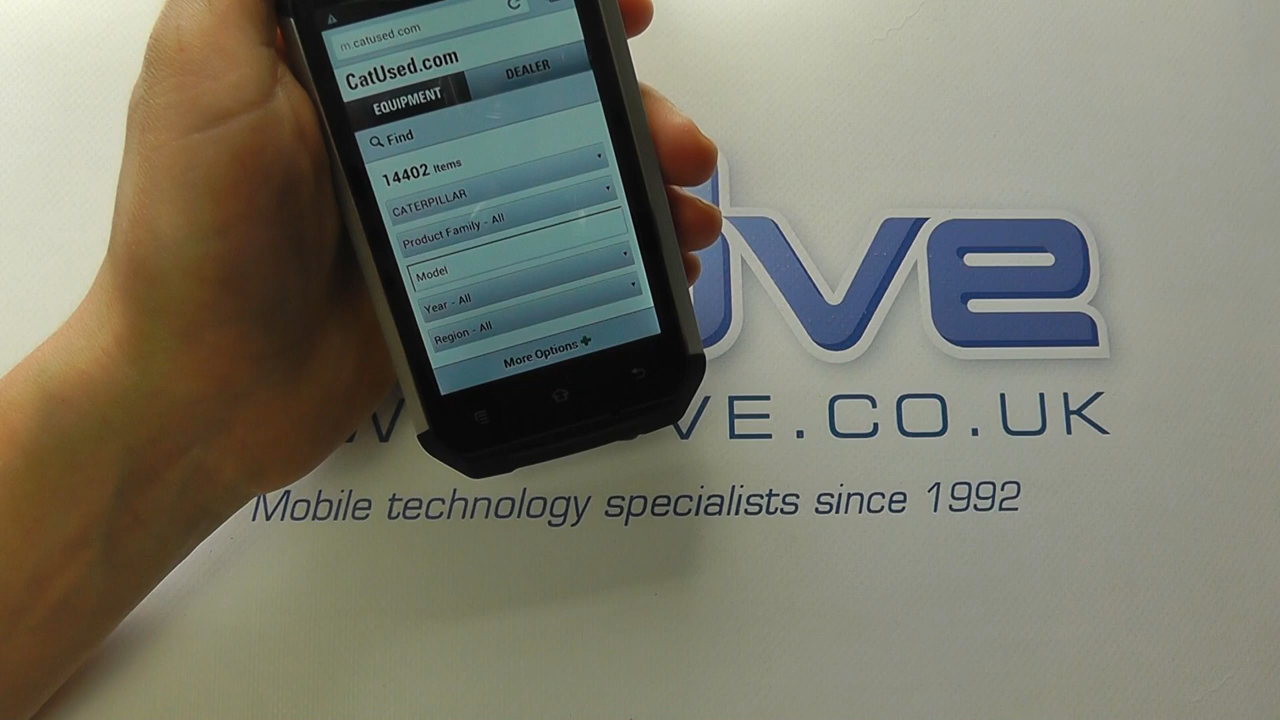 m.catused.com
CatUsed.com
EQUIPMENT DEALER
Find
14402 Items
CATERPILLAR
Product Family - All
Model
Year - All
Region - All
More Options
VE.CO.UK
Mobile technology specialists since 1992